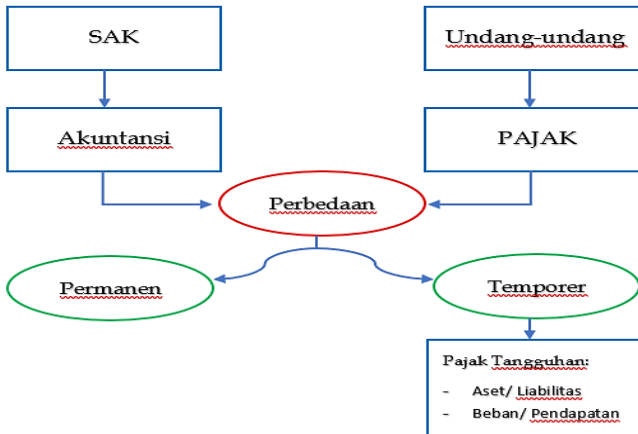 SAK
Undang-undang
Akuntansi
PAJAK
Perbedaan
Permanen
Temporer
Pajak Tangguhan:
- Aset/ Liabilitas
- Beban/ Pendapatan